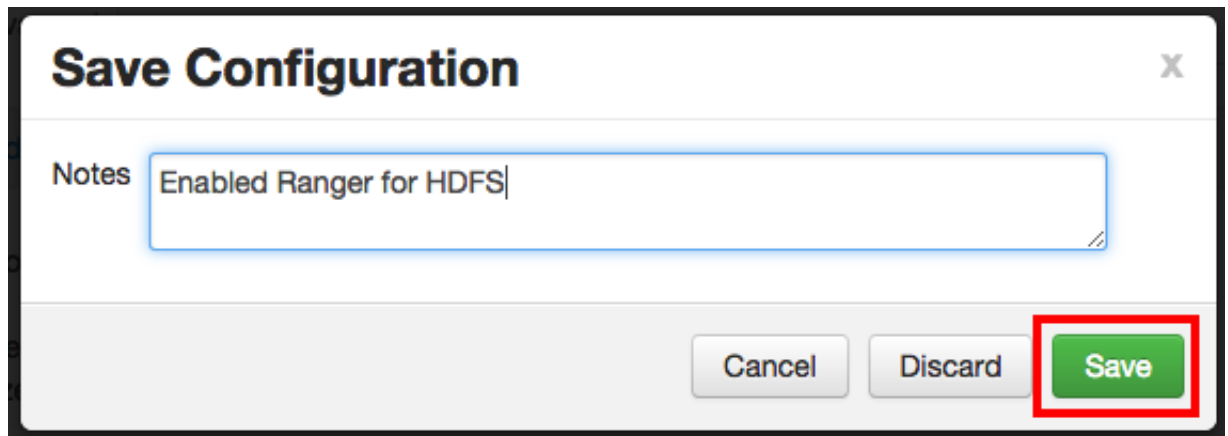 Save Configuration
x
Notes
Enabled Ranger for HDFS
Cancel
Discard
Save